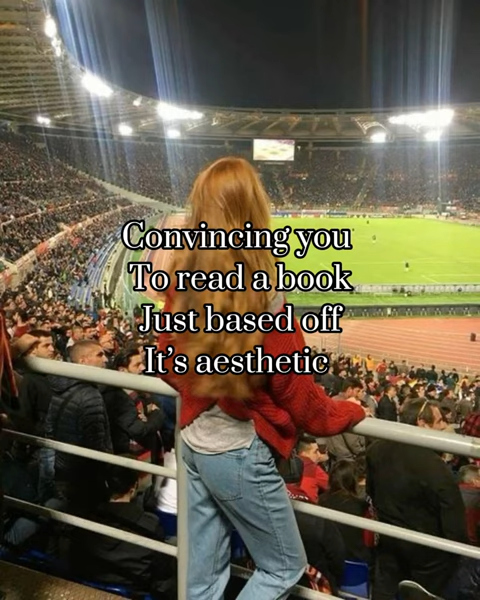 Convincing you
To read a book
Just based off
It's aesthetic